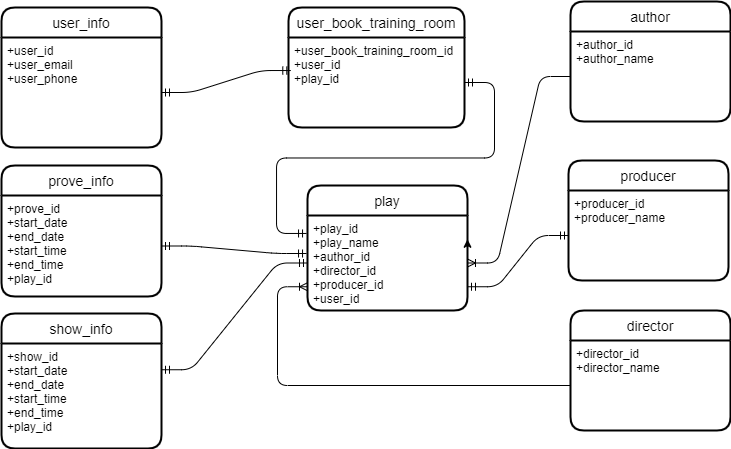 user_info
+user_id
+user_email
+user_phone
user_book_training_room
+user_book_training_room_id
+user_id
+play_id
author
+author_id
+author_name
prove_info
+prove_id
+start_date
+end_date
+start_time
+end_time
+play_id
play
+play_id
+play_name
+author_id
+director_id
+producer_id
+user_id
producer
+producer_id
+producer_name
show_info
+show_id
+start_date
+end_date
+start_time
+end_time
+play_id
director
+director_id
+director_name